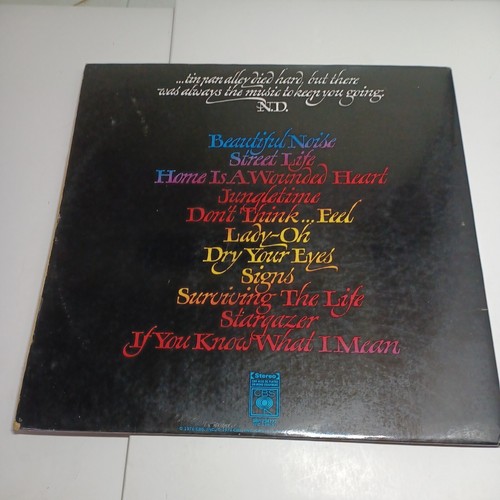 ...tin pan alley died hard, but there
was always the music to keep you going.
N.D.
Beautiful Noise
Street Life
Home Is A Wounded Heart
Jungletime
Don't Think...Feel
Lady-Oh
Dry Your Eyes
Signs
Surviving The Life
Stargazer
If You Know What I Mean
Stereo
CBS